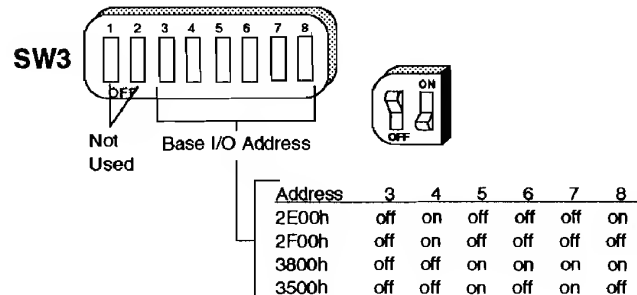 1 2 3 4 5 6 7 8
SW3
OFF
Not Used
Base I/O Address
ON
OFF
Address 3 4 5 6 7 8
2E00h off on off off off on
2F00h off on off off off off
3800h off off on on on on
3500h off off on off on off